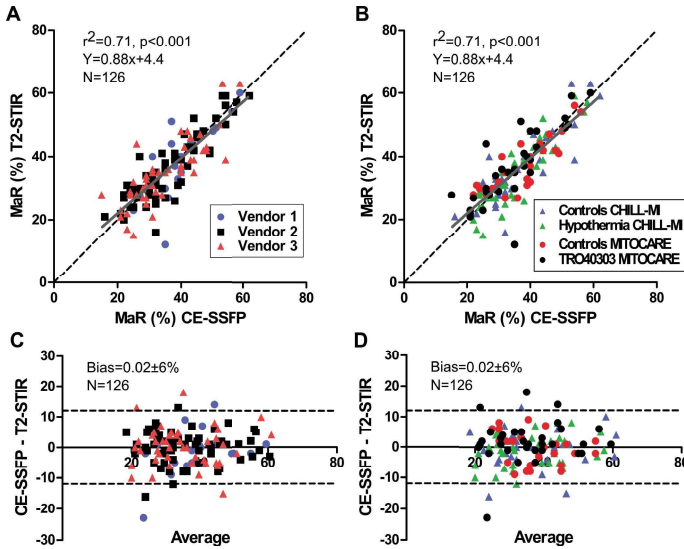 A
r2=0.71, p<0.001
Y=0.88x+4.4
N=126
MaR (%) T2-STIR
80
60
40
20
0
0 20 40 60 80
MaR (%) CE-SSFP
Vendor 1
Vendor 2
Vendor 3
B
r2=0.71, p<0.001
Y=0.88x+4.4
N=126
MaR (%) T2-STIR
80
60
40
20
0
0 20 40 60 80
MaR (%) CE-SSFP
Controls CHILL-MI
Hypothermia CHILL-MI
Controls MITOCARE
TRO40303 MITOCARE
C
Bias=0.02±6%
N=126
CE-SSFP - T2-STIR
30
20
10
0
-10
-20
-30
20 40 60 80
Average
D
Bias=0.02±6%
N=126
CE-SSFP - T2-STIR
30
20
10
0
-10
-20
-30
20 40 60 80
Average